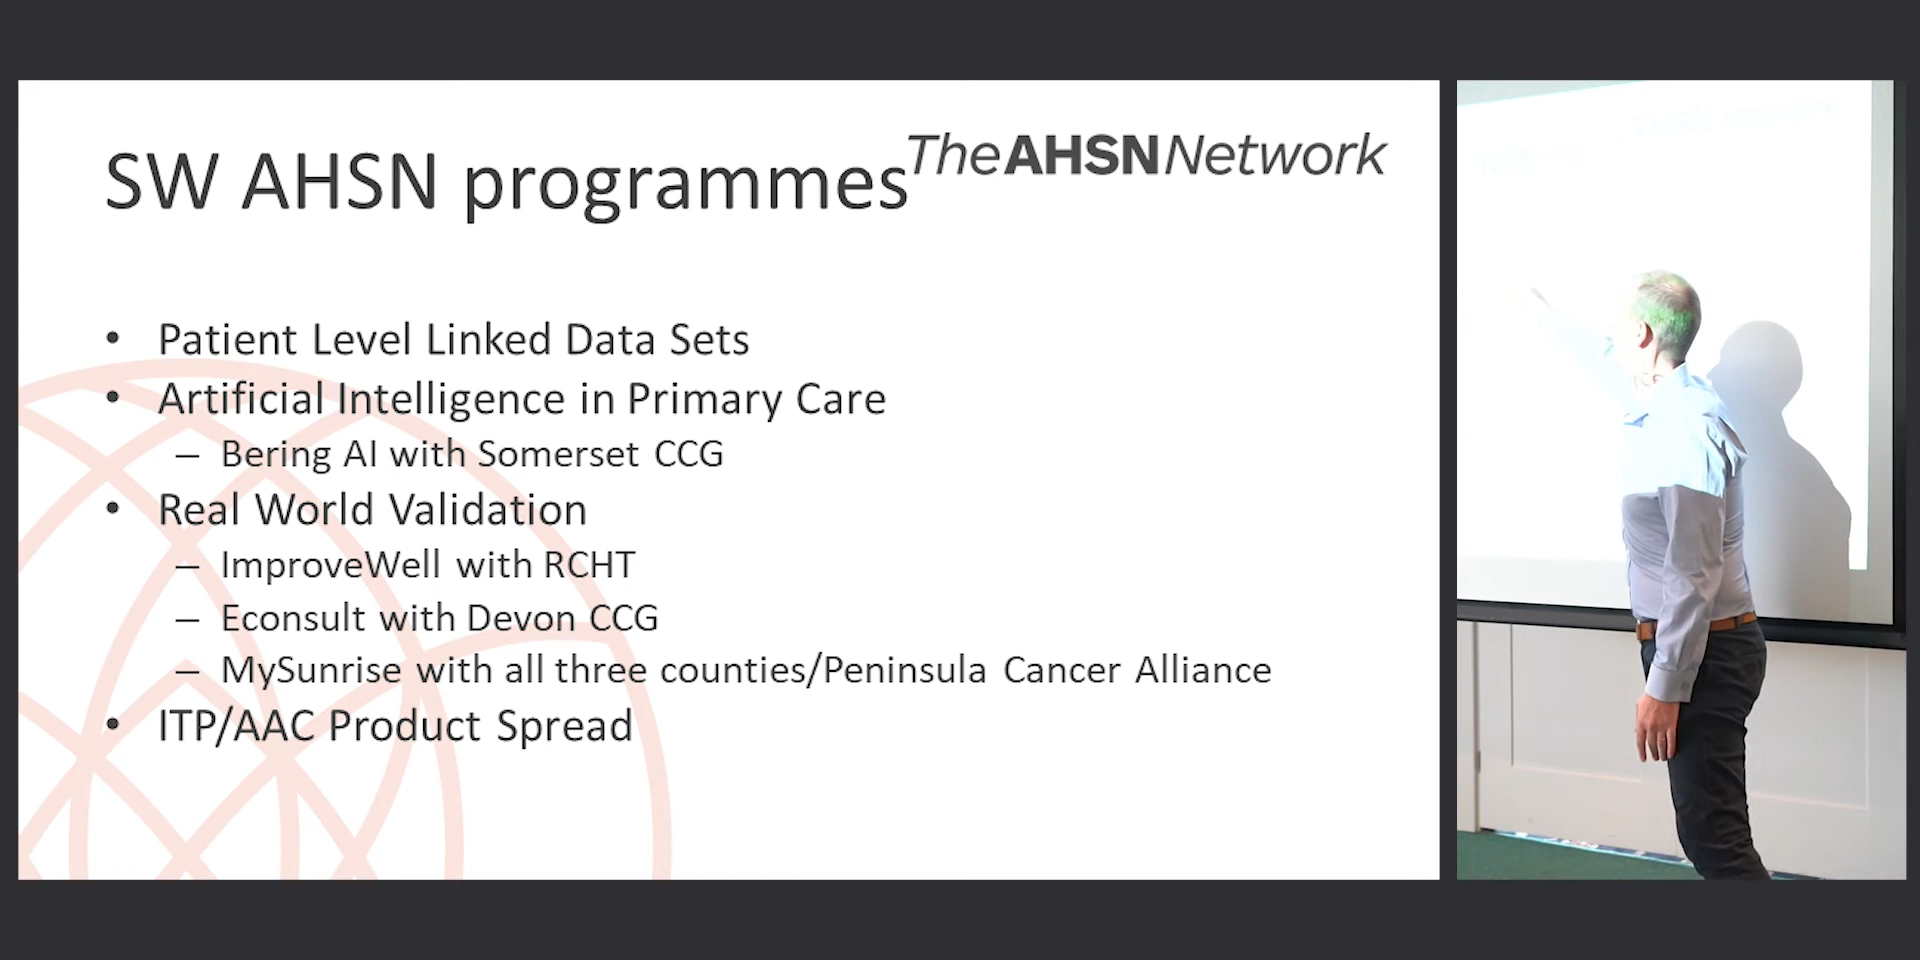 SW AHSN programmes
TheAHSNNetwork
• Patient Level Linked Data Sets
• Artificial Intelligence in Primary Care
– Bering AI with Somerset CCG
• Real World Validation
– ImproveWell with RCHT
– Econsult with Devon CCG
– MySunrise with all three counties/Peninsula Cancer Alliance
• ITP/AAC Product Spread